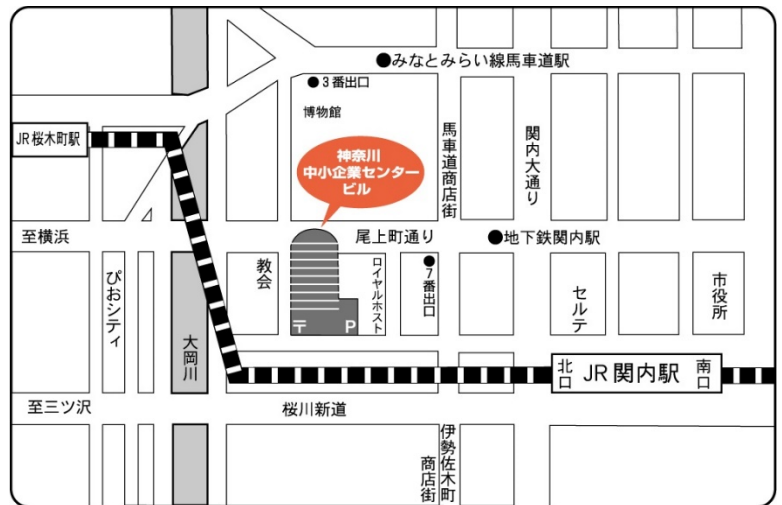 ●みなとみらい線馬車道駅
●3番出口
博物館
JR桜木町駅
神奈川
中小企業センター
ビル
馬車道商店街
関内大通り
至横浜
尾上町通り
●地下鉄関内駅
ぴおシティ
大岡川
教会
ロイヤルホスト
●7番出口
セルテ
市役所
〒 P
北口 JR関内駅 南口
至三ツ沢
桜川新道
伊勢佐木町
商店街